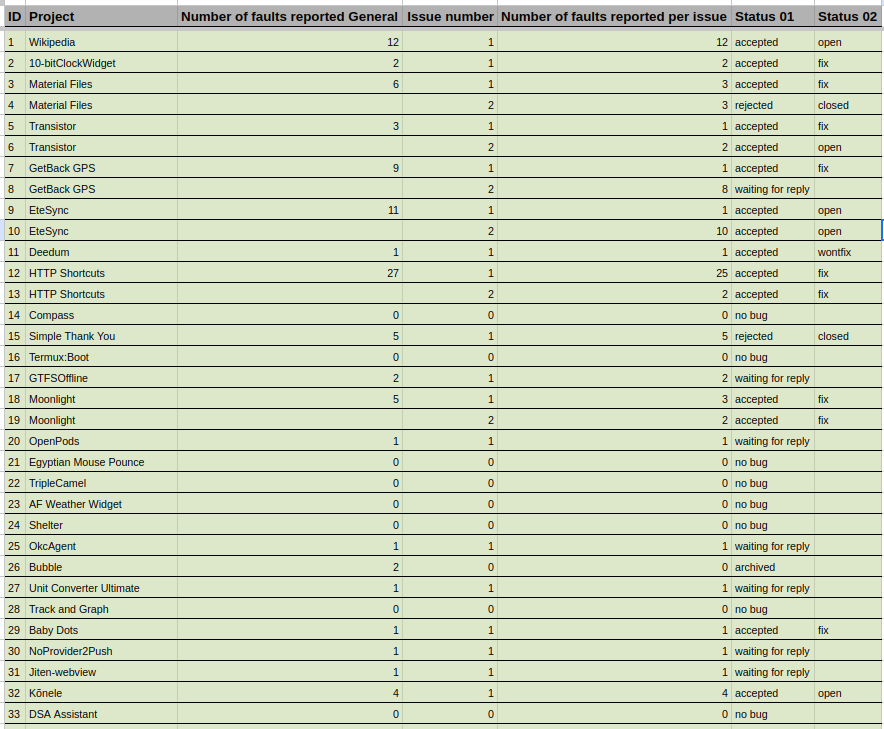 ID Project Number of faults reported General Issue number Number of faults reported per issue Status 01 Status 02
1 Wikipedia 12 1 12 accepted open
2 10-bitClockWidget 2 1 2 accepted fix
3 Material Files 6 1 3 accepted fix
4 Material Files 2 3 rejected closed
5 Transistor 3 1 1 accepted fix
6 Transistor 2 2 accepted open
7 GetBack GPS 9 1 1 accepted fix
8 GetBack GPS 2 8 waiting for reply
9 EteSync 11 1 1 accepted open
10 EteSync 2 10 accepted open
11 Deedum 1 1 1 accepted wontfix
12 HTTP Shortcuts 27 1 25 accepted fix
13 HTTP Shortcuts 2 2 accepted fix
14 Compass 0 0 0 no bug
15 Simple Thank You 5 1 5 rejected closed
16 Termux:Boot 0 0 0 no bug
17 GTFSOffline 2 1 2 waiting for reply
18 Moonlight 5 1 3 accepted fix
19 Moonlight 2 2 accepted fix
20 OpenPods 1 1 1 waiting for reply
21 Egyptian Mouse Pounce 0 0 0 no bug
22 TripleCamel 0 0 0 no bug
23 AF Weather Widget 0 0 0 no bug
24 Shelter 0 0 0 no bug
25 OkcAgent 1 1 1 waiting for reply
26 Bubble 2 0 0 archived
27 Unit Converter Ultimate 1 1 1 waiting for reply
28 Track and Graph 0 0 0 no bug
29 Baby Dots 1 1 1 accepted fix
30 NoProvider2Push 1 1 1 waiting for reply
31 Jiten-webview 1 1 1 waiting for reply
32 Kõnele 4 1 4 accepted open
33 DSA Assistant 0 0 0 no bug